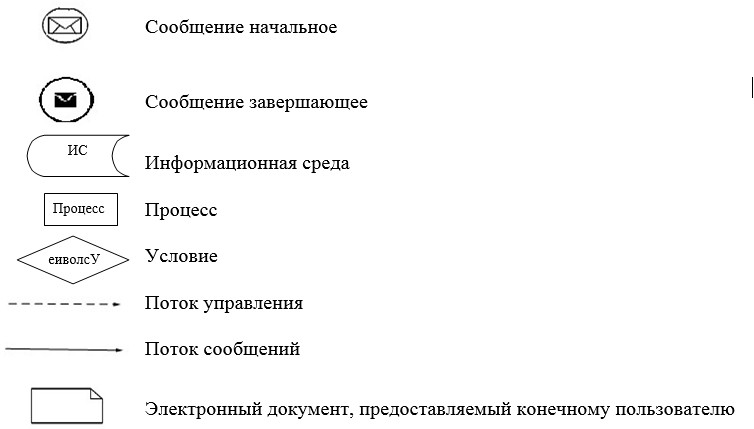 Сообщение начальное
Сообщение завершающее
ИС
Информационная среда
Процесс
Процесс
еиволсУ
Условие
Поток управления
Поток сообщений
Электронный документ, предоставляемый конечному пользователю